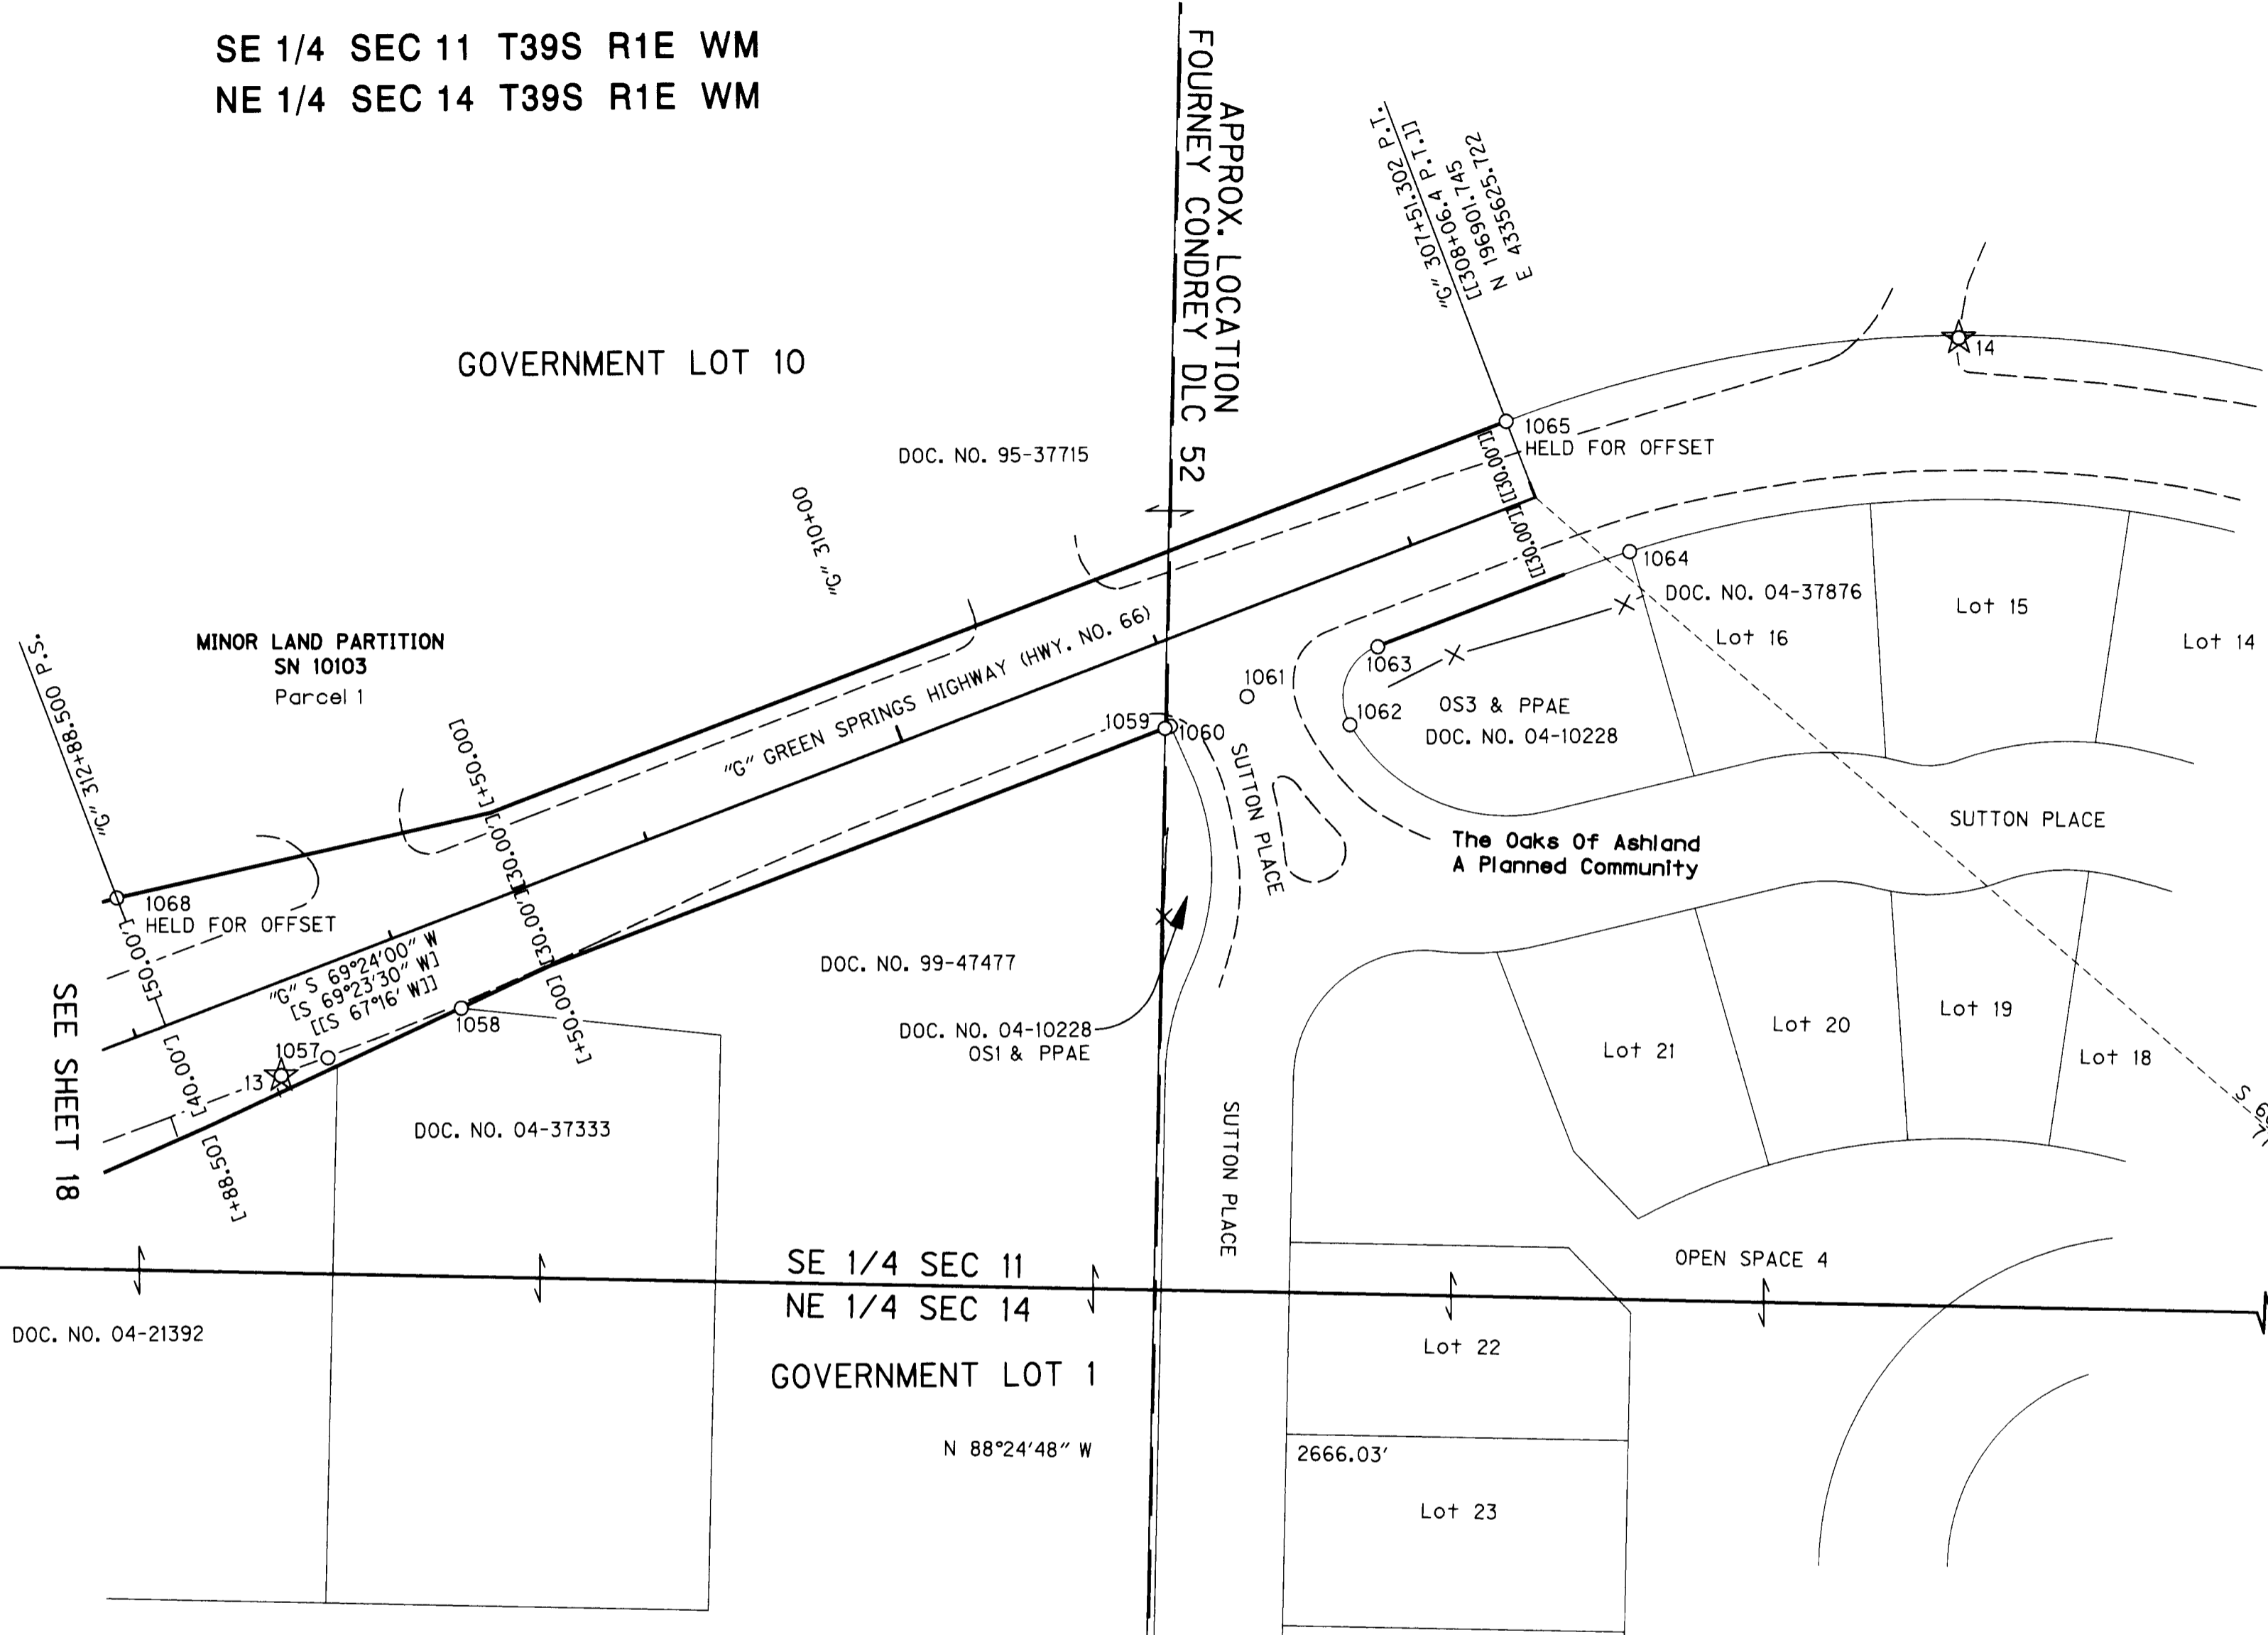 SE 1/4 SEC 11 T39S R1E WM
NE 1/4 SEC 14 T39S R1E WM
APPROX. LOCATION
FOURNEY CONDREY DLC 52
"G" 307+51.302 P.T.
[[308+06.4 P.T.]]
N 196901.745
E 4335625.722
GOVERNMENT LOT 10
14
1065
HELD FOR OFFSET
DOC. NO. 95-37715
[[30.00']
[[30.00']
[[30.00']]
"G" 310+00
1064
DOC. NO. 04-37876
Lot 16
Lot 15
Lot 14
MINOR LAND PARTITION
SN 10103
Parcel 1
"G" 312+88.500 P.S.
"G" GREEN SPRINGS HIGHWAY (HWY. NO. 66)
1063
1061
1062
OS3 & PPAE
DOC. NO. 04-10228
1059
1060
SUTTON PLACE
SUTTON PLACE
[+50.00]
[30.00']
[30.00']
[30.00']
[+50.00]
The Oaks Of Ashland
A Planned Community
1068
HELD FOR OFFSET
[50.00']
[40.00']
[+88.50]
"G" S 69°24'00" W
[S 69°23'30" W]
[[S 67°16' W]]
SEE SHEET 18
1058
1057
13
DOC. NO. 99-47477
DOC. NO. 04-10228
OS1 & PPAE
DOC. NO. 04-37333
SUTTON PLACE
Lot 21
Lot 20
Lot 19
Lot 18
OPEN SPACE 4
SE 1/4 SEC 11
NE 1/4 SEC 14
DOC. NO. 04-21392
GOVERNMENT LOT 1
Lot 22
N 88°24'48" W
2666.03'
Lot 23